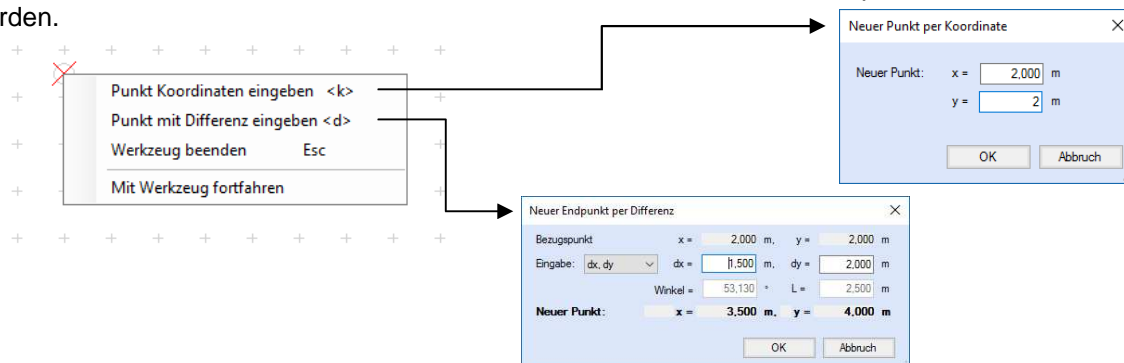 rden.
Punkt Koordinaten eingeben <k>
Punkt mit Differenz eingeben <d>
Werkzeug beenden Esc
Mit Werkzeug fortfahren
Neuer Punkt per Koordinate
Neuer Punkt: x = 2,000 m
y = 2 m
OK Abbruch
Neuer Endpunkt per Differenz
Bezugspunkt x = 2,000 m, y = 2,000 m
Eingabe: dx, dy dx = 1,500 m, dy = 2,000 m
Winkel = 53,130 ° L = 2,500 m
Neuer Punkt: x = 3,500 m, y = 4,000 m
OK Abbruch